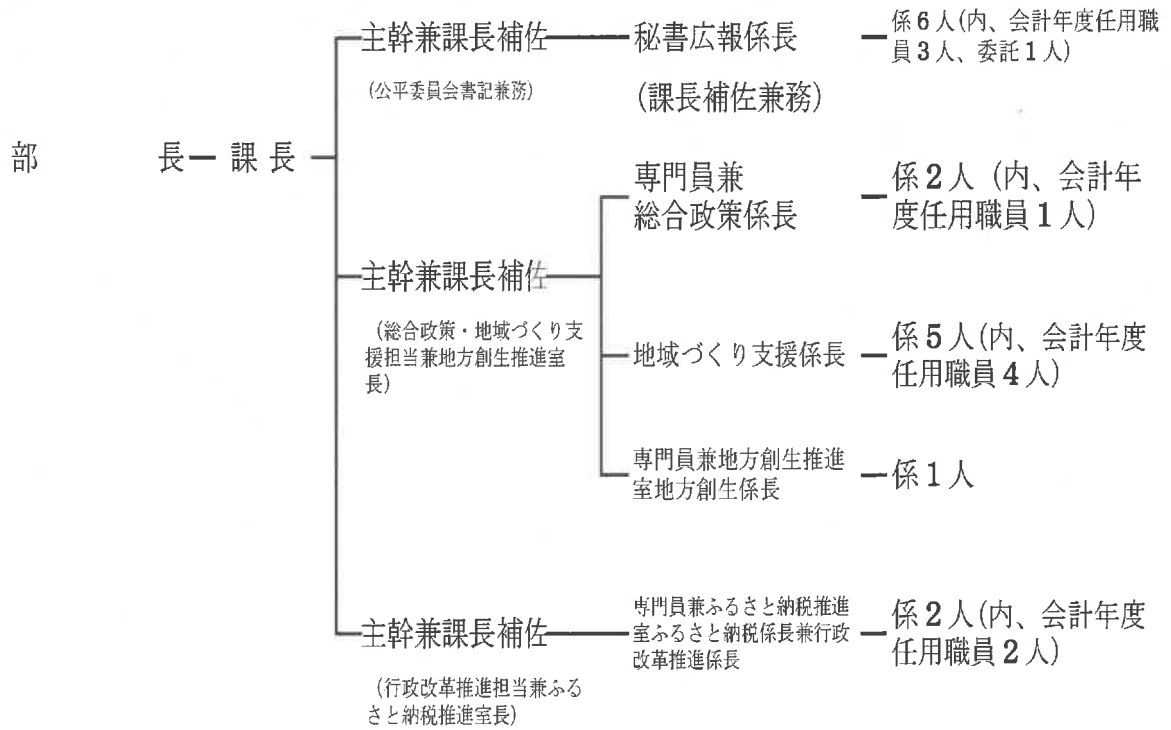 部長
課長
主幹兼課長補佐
(公平委員会書記兼務)
秘書広報係長
(課長補佐兼務)
係6人(内、会計年度任用職
員3人、委託1人)
主幹兼課長補佐
(総合政策・地域づくり支
援担当兼地方創生推進室
長)
専門員兼
総合政策係長
係2人(内、会計年
度任用職員1人)
地域づくり支援係長
係5人(内、会計年度
任用職員4人)
専門員兼地方創生推進
室地方創生係長
係1人
主幹兼課長補佐
(行政改革推進担当兼ふる
さと納税推進室長)
専門員兼ふるさと納税推進
室ふるさと納税係長兼行政
改革推進係長
係2人(内、会計年度
任用職員2人)